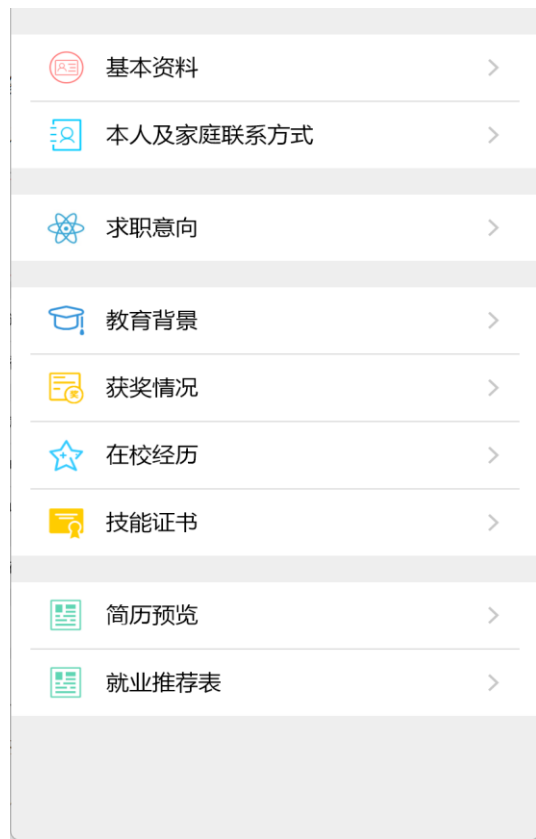 基本资料
本人及家庭联系方式
求职意向
教育背景
获奖情况
在校经历
技能证书
简历预览
就业推荐表